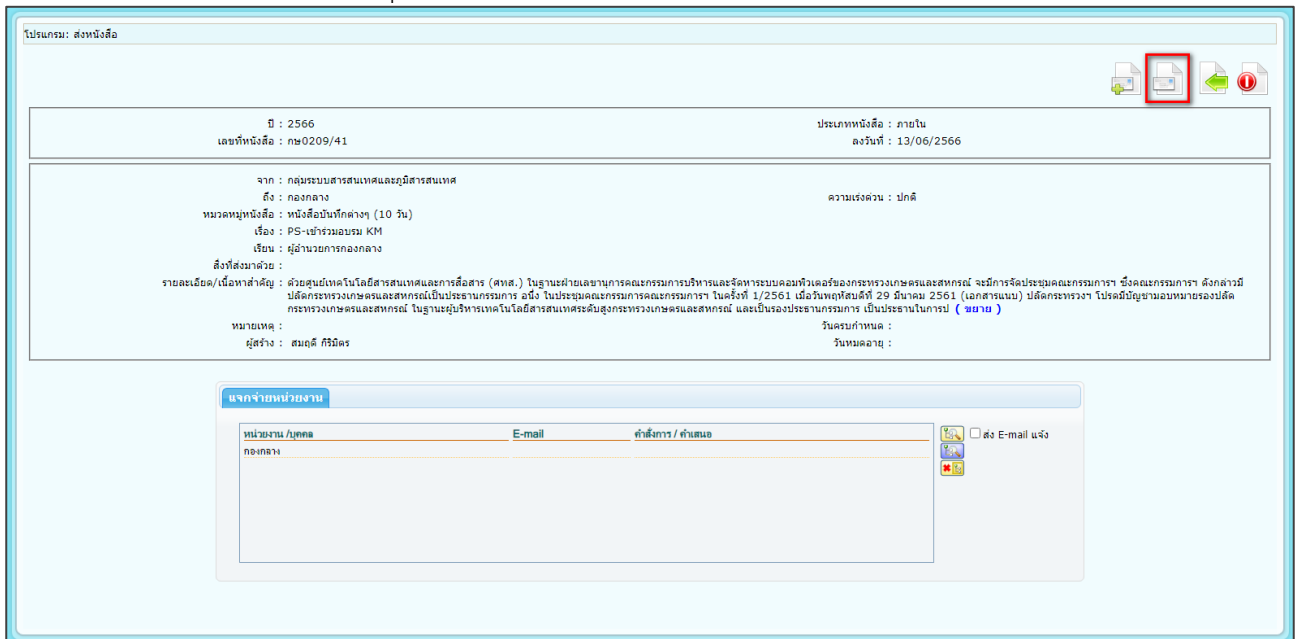 โปรแกรม: ส่งหนังสือ
ปี : 2566 ประเภทหนังสือ : ภายใน
เลขที่หนังสือ : กษ0209/41 ลงวันที่ : 13/06/2566
จาก : กลุ่มระบบสารสนเทศและภูมิสารสนเทศ
ถึง : กองกลาง ความเร่งด่วน : ปกติ
หมวดหมู่หนังสือ : หนังสือบันทึกต่างๆ (10 วัน)
เรื่อง : PS-เข้าร่วมอบรม KM
เรียน : ผู้อำนวยการกองกลาง
สิ่งที่ส่งมาด้วย :
รายละเอียด/เนื้อหาสำคัญ : ด้วยศูนย์เทคโนโลยีสารสนเทศและการสื่อสาร (ศทส.) ในฐานะฝ่ายเลขานุการคณะกรรมการบริหารและจัดหาระบบคอมพิวเตอร์ของกระทรวงเกษตรและสหกรณ์ จะมีการจัดประชุมคณะกรรมการฯ ซึ่งคณะกรรมการฯ ดังกล่าวมี
ปลัดกระทรวงเกษตรและสหกรณ์เป็นประธานกรรมการ อนึ่ง ในประชุมคณะกรรมการคณะกรรมการฯ ในครั้งที่ 1/2561 เมื่อวันพฤหัสบดีที่ 29 มีนาคม 2561 (เอกสารแนบ) ปลัดกระทรวงฯ โปรดมีบัญชามอบหมายรองปลัด
กระทรวงเกษตรและสหกรณ์ ในฐานะผู้บริหารเทคโนโลยีสารสนเทศระดับสูงกระทรวงเกษตรและสหกรณ์ และเป็นรองประธานกรรมการ เป็นประธานในการป ( ขยาย )
หมายเหตุ : วันครบกำหนด :
ผู้สร้าง : สมฤดี กิริมิตร วันหมดอายุ :
แจกจ่ายหน่วยงาน
หน่วยงาน /บุคคล E-mail คำสั่งการ / คำเสนอ ส่ง E-mail แจ้ง
กองกลาง